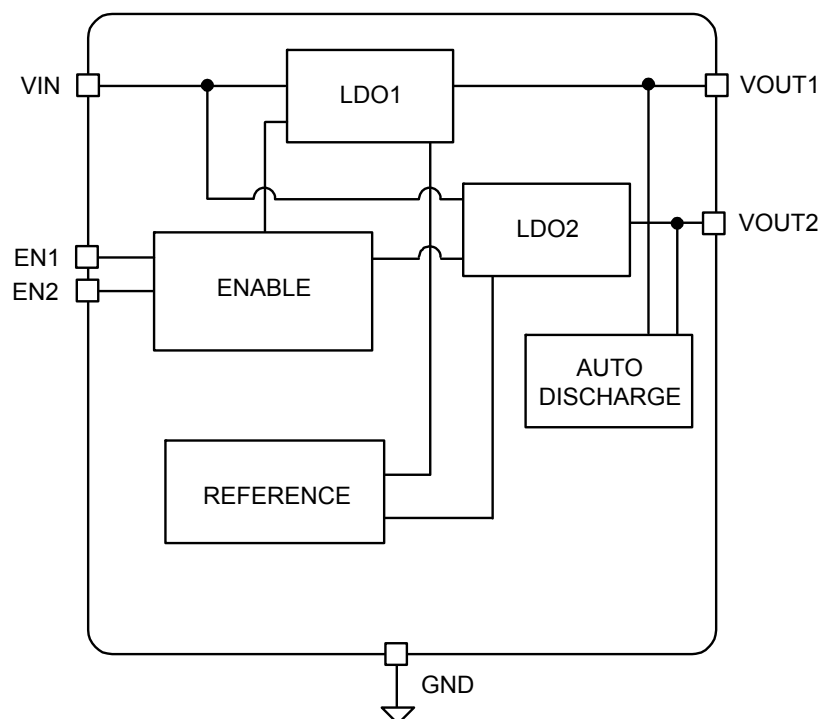 VIN
LDO1
VOUT1
LDO2
VOUT2
EN1
EN2
ENABLE
AUTO
DISCHARGE
REFERENCE
GND